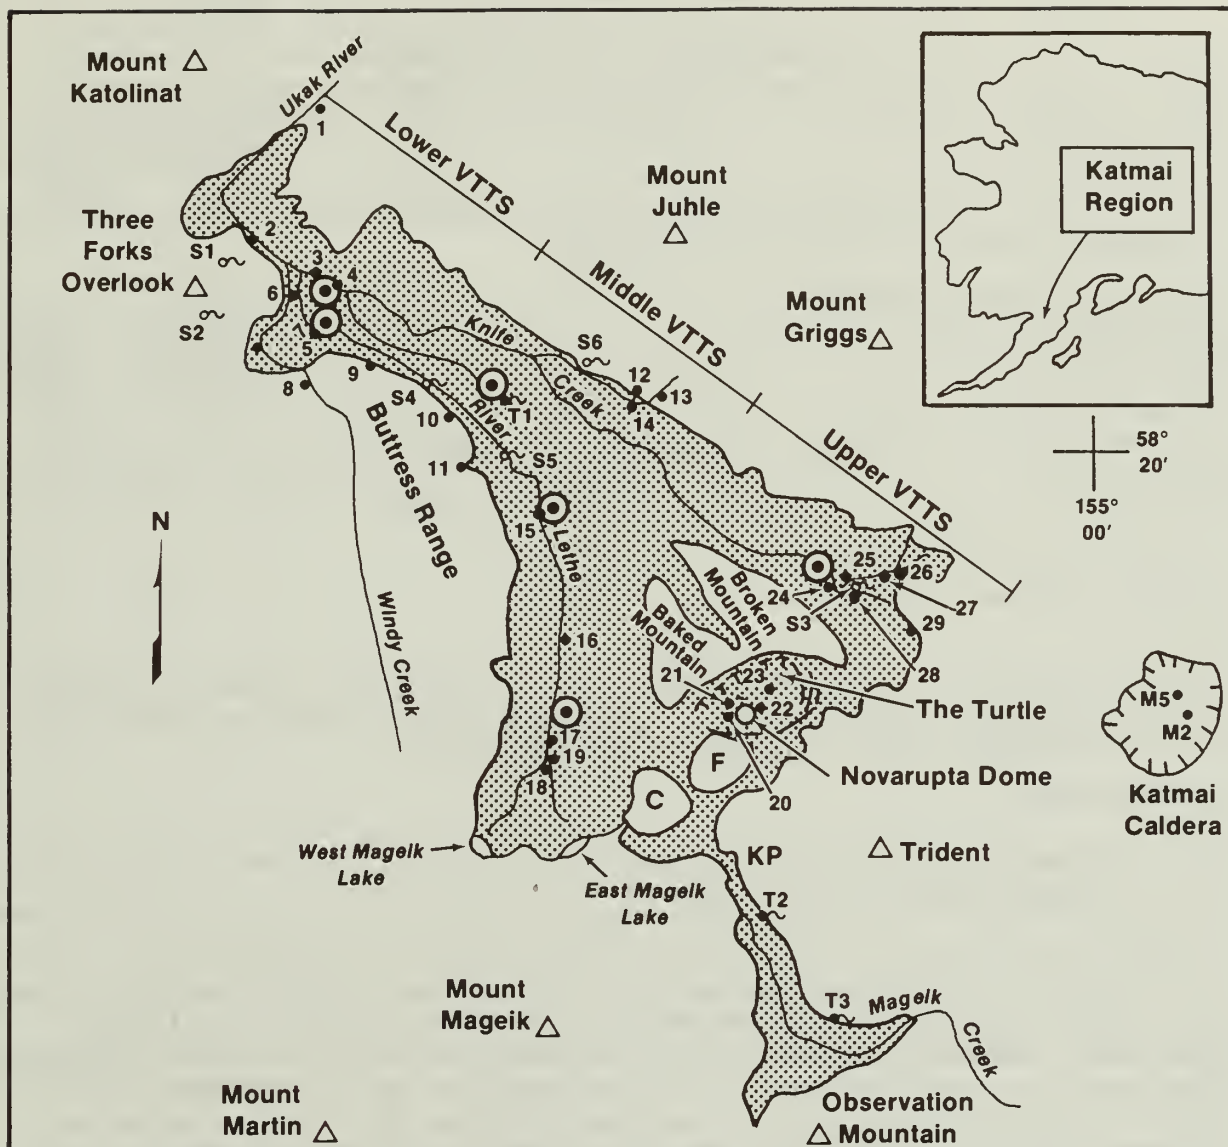 Mount
Katolinat
Ukak River
1
Lower VTTS
Mount
Juhle
Katmai
Region
Three
Forks
Overlook
S1
2
3
4
6
S2
5
Middle VTTS
Mount
Griggs
Knife
Creek
S6
12
13
14
8
9
S4
10
River
T1
11
S5
Buttress Range
Upper VTTS
58°
20'
155°
00'
N
15
Lethe
Windy Creek
16
Broken
Mountain
Baked
Mountain
25
26
24
27
S3
29
28
21
23
22
The Turtle
M5
M2
17
19
18
F
Novarupta Dome
20
C
Katmai
Caldera
West Mageik
Lake
KP
Trident
East Mageik
Lake
T2
Mount
Mageik
T3
Mageik
Creek
Mount
Martin
Observation
Mountain